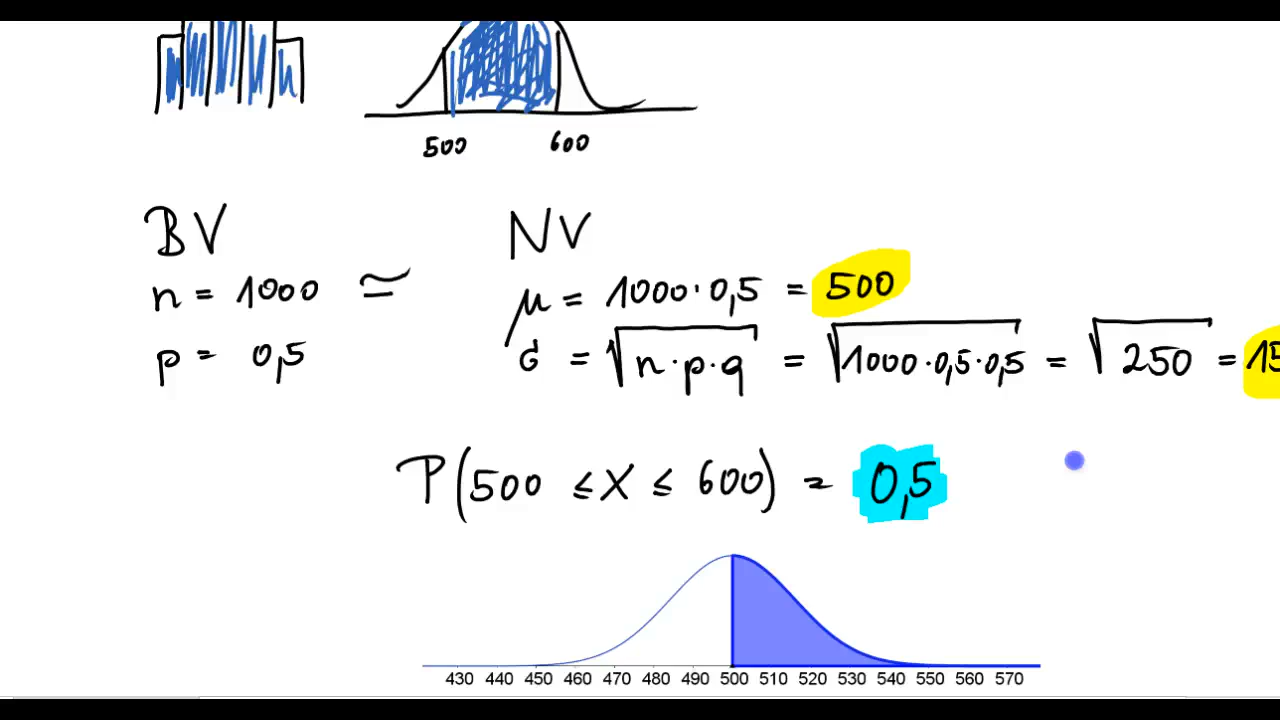 500 600
BV NV
n = 1000 ≃ μ = 1000·0,5 = 500
p = 0,5 σ = √n·p·q = √1000·0,5·0,5 = √250 = 15
P(500 ≤ X ≤ 600) = 0,5
430 440 450 460 470 480 490 500 510 520 530 540 550 560 570